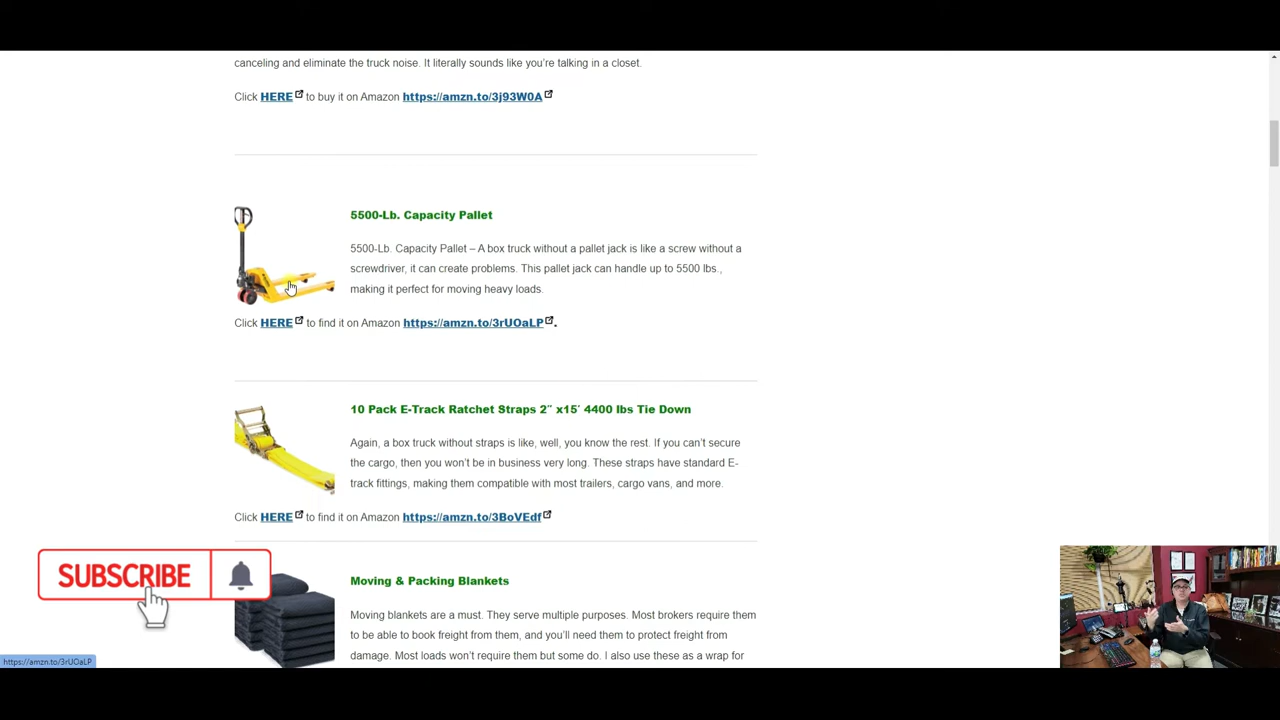 canceling and eliminate the truck noise. It literally sounds like you're talking in a closet.
Click HERE to buy it on Amazon https://amzn.to/3j93W0A
5500-Lb. Capacity Pallet
5500-Lb. Capacity Pallet – A box truck without a pallet jack is like a screw without a
screwdriver, it can create problems. This pallet jack can handle up to 5500 lbs.,
making it perfect for moving heavy loads.
Click HERE to find it on Amazon https://amzn.to/3rUOaLP.
10 Pack E-Track Ratchet Straps 2″ x15′ 4400 lbs Tie Down
Again, a box truck without straps is like, well, you know the rest. If you can't secure
the cargo, then you won't be in business very long. These straps have standard E-
track fittings, making them compatible with most trailers, cargo vans, and more.
Click HERE to find it on Amazon https://amzn.to/3BoVEdf
SUBSCRIBE
Moving & Packing Blankets
Moving blankets are a must. They serve multiple purposes. Most brokers require them
to be able to book freight from them, and you'll need them to protect freight from
damage. Most loads won't require them but some do. I also use these as a wrap for
https://amzn.to/3rUOaLP